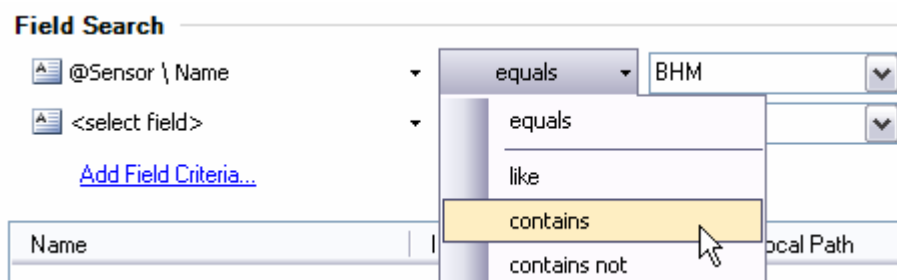 Field Search
@Sensor \ Name equals BHM
<select field> equals
Add Field Criteria...
like
contains
Name ocal Path
contains not